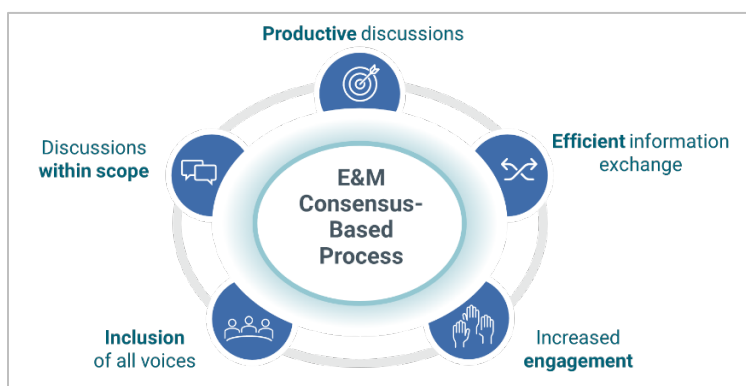 Productive discussions
Discussions
within scope
Efficient information
exchange
E&M
Consensus-
Based
Process
Inclusion
of all voices
Increased
engagement